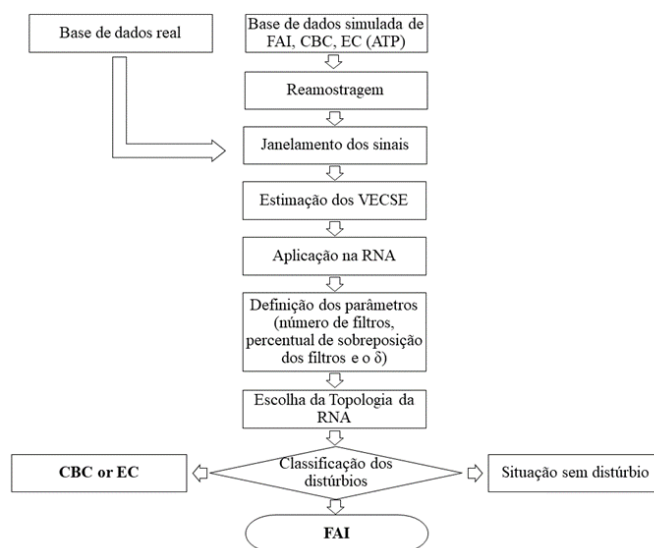 Base de dados real
Base de dados simulada de
FAI, CBC, EC (ATP)
Reamostragem
Janelamento dos sinais
Estimação dos VECSE
Aplicação na RNA
Definição dos parâmetros
(número de filtros,
percentual de sobreposição
dos filtros e o δ)
Escolha da Topologia da
RNA
Classificação dos
distúrbios
CBC or EC
Situação sem distúrbio
FAI